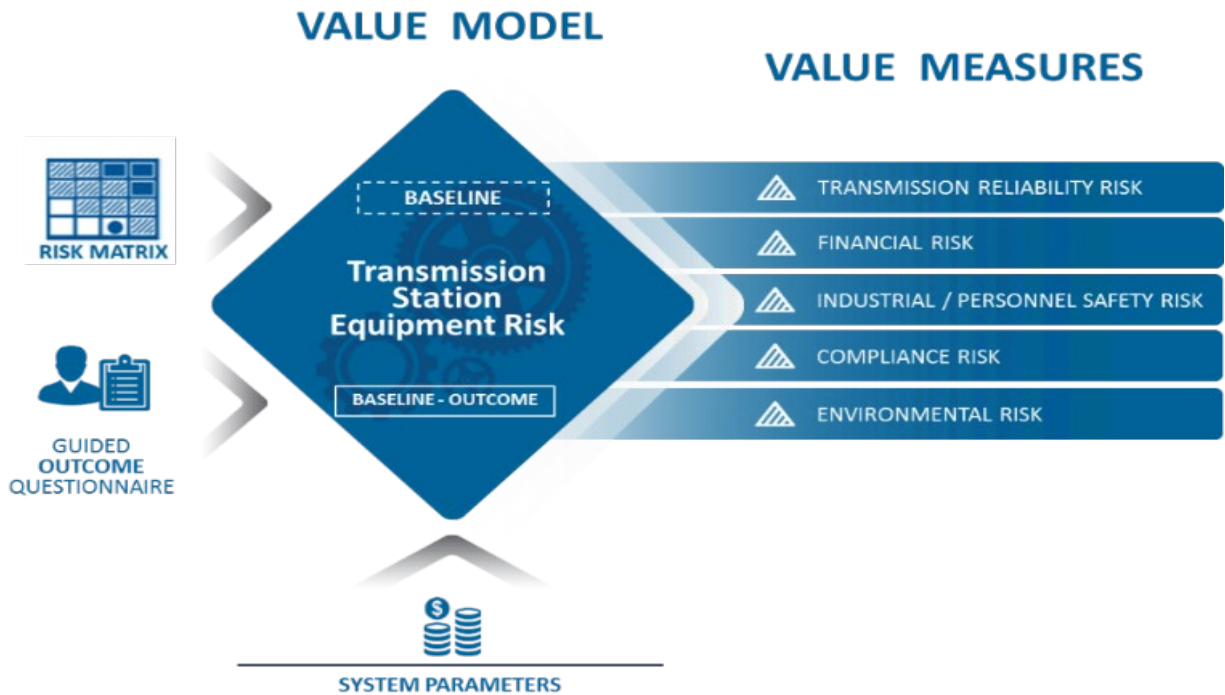 VALUE MODEL
VALUE MEASURES
RISK MATRIX
GUIDED
OUTCOME
QUESTIONNAIRE
BASELINE
Transmission
Station
Equipment Risk
BASELINE - OUTCOME
TRANSMISSION RELIABILITY RISK
FINANCIAL RISK
INDUSTRIAL / PERSONNEL SAFETY RISK
COMPLIANCE RISK
ENVIRONMENTAL RISK
$
SYSTEM PARAMETERS